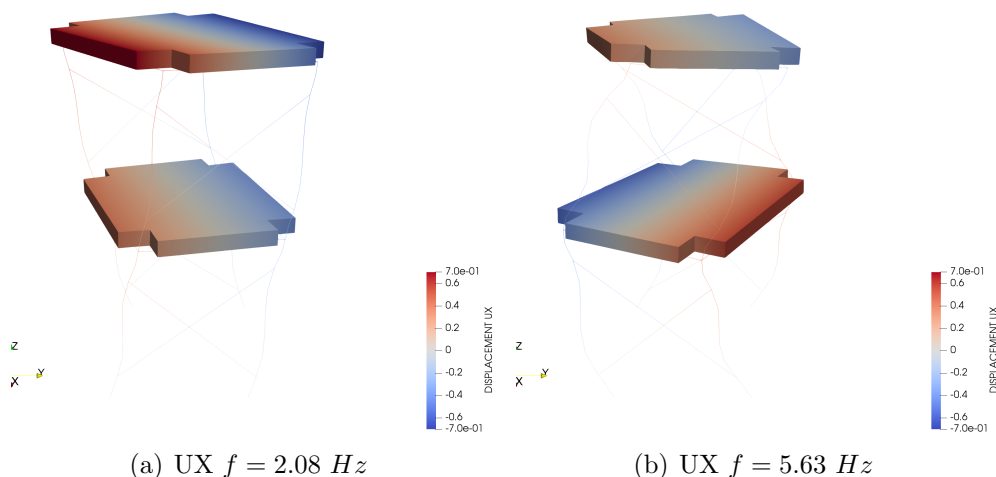 7.0e-01
0.6
0.4
0.2
0
-0.2
-0.4
-0.6
-7.0e-01
DISPLACEMENT UX
Z
X
Y
7.0e-01
0.6
0.4
0.2
0
-0.2
-0.4
-0.6
-7.0e-01
DISPLACEMENT UX
Z
X
Y
(a) UX f = 2.08 Hz
(b) UX f = 5.63 Hz